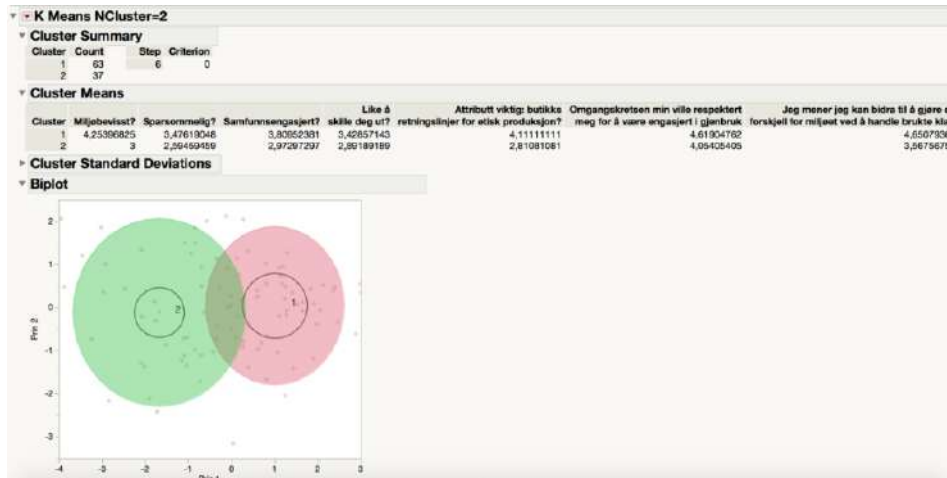 K Means NCluster=2
Cluster Summary
Cluster Count Step Criterion
1 63 6 0
2 37
Cluster Means
Like å Attributt viktig: butikks Omgangskretsen min ville respektert Jeg mener jeg kan bidra til å gjøre
Cluster Miljøbevisst? Sparsommelig? Samfunnsengasjert? skille deg ut? retningslinjer for etisk produksjon? meg for å være engasjert i gjenbruk forskjell for miljøet ved å handle brukte
1 4,25396825 3,47619048 3,80952381 3,42857143 4,11111111 4,61904762
2 3 2,59459459 2,97297297 2,89189189 2,81081081 4,05405405
Cluster Standard Deviations
Biplot
2
1
0
-1
-2
-3
Prin 2
2
1
-4 -3 -2 -1 0 1 2 3